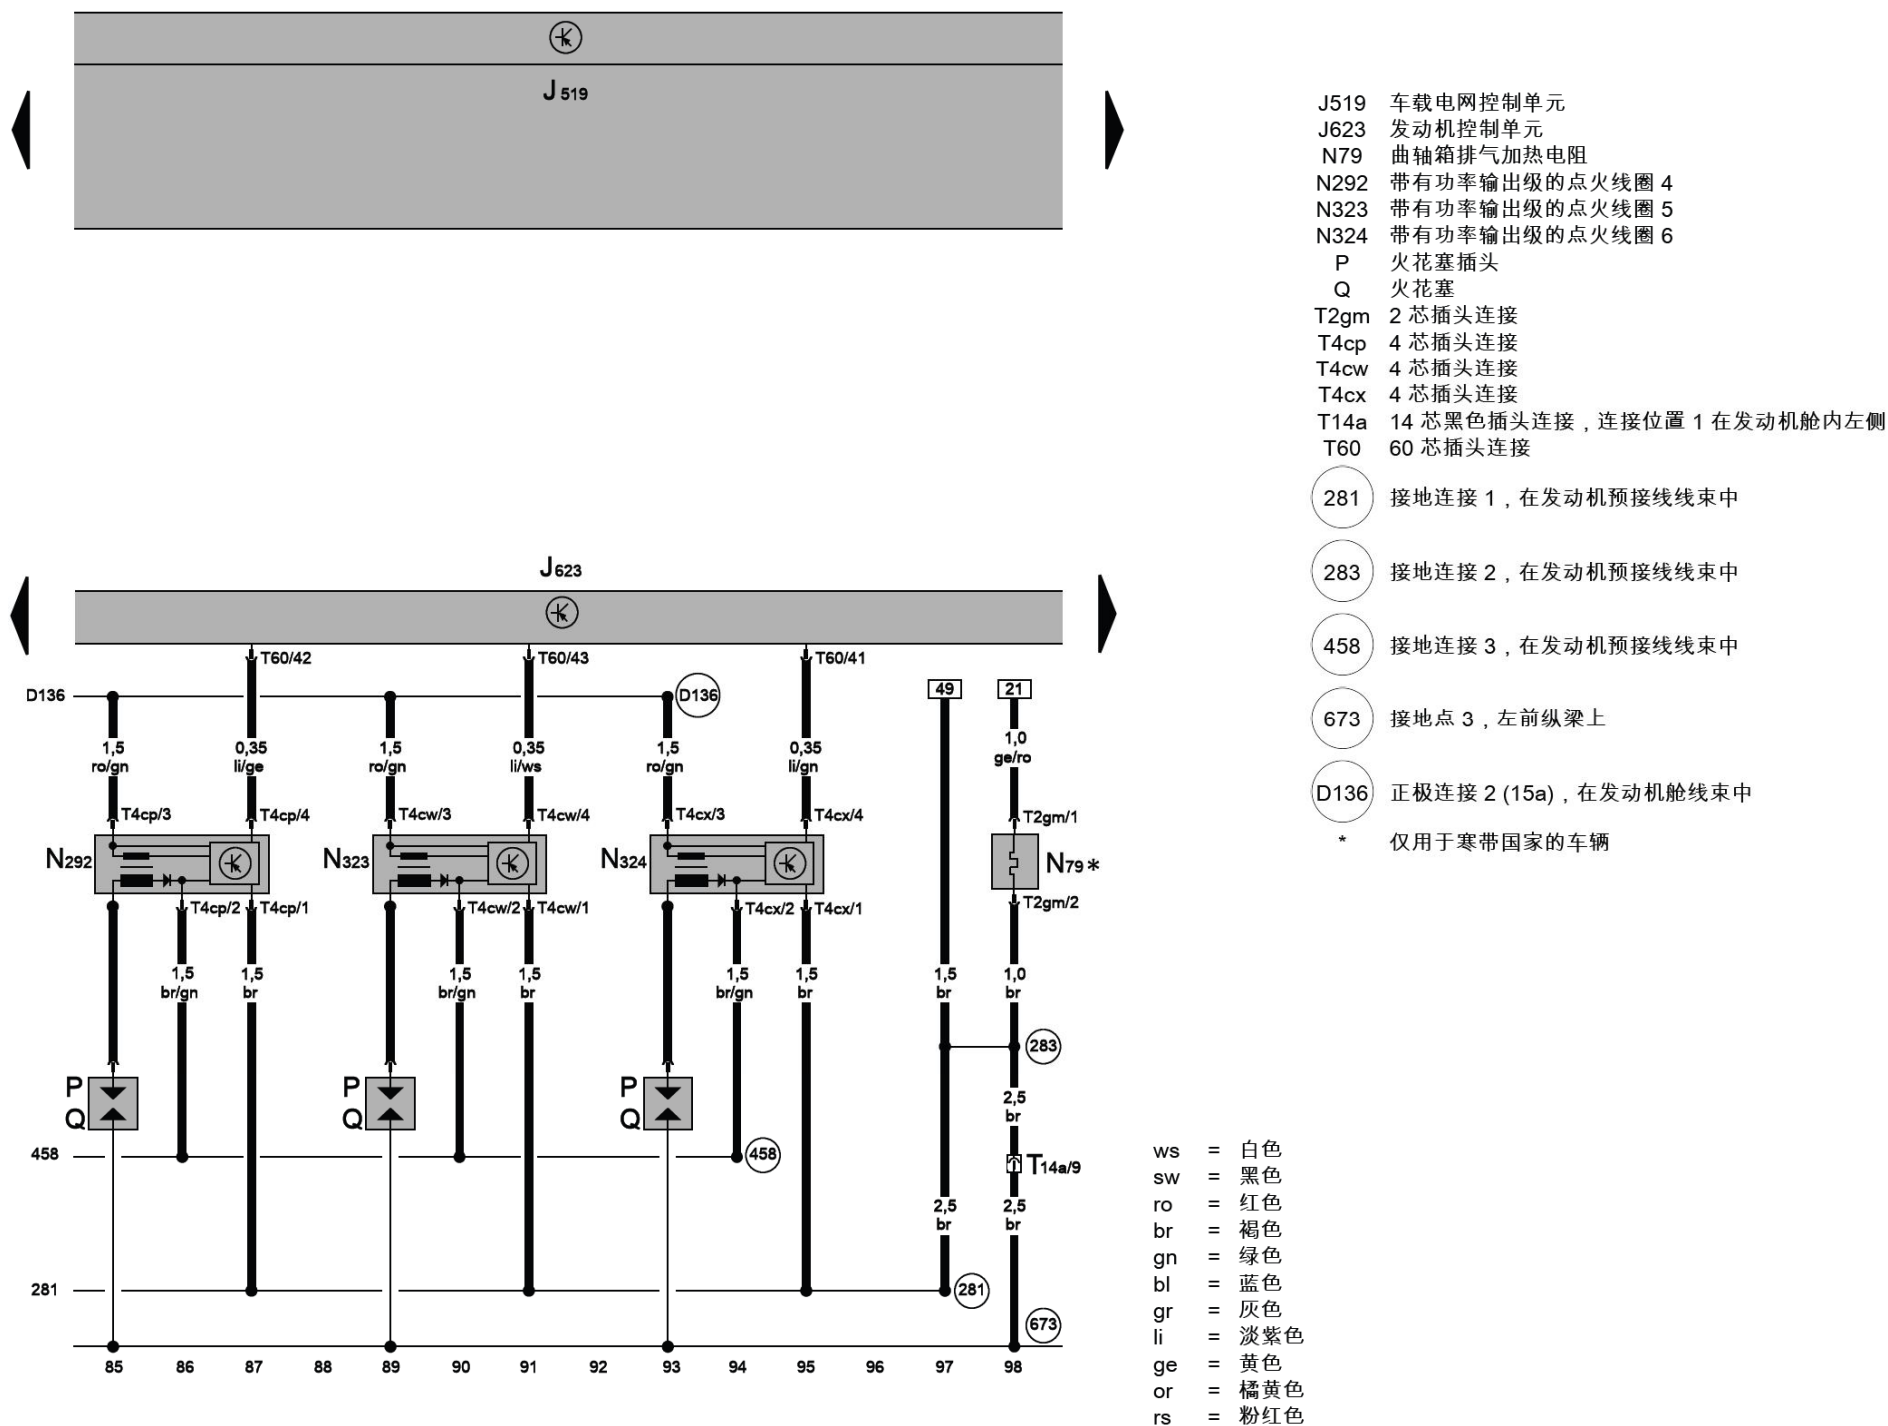 J 519
J519 车载电网控制单元
J623 发动机控制单元
N79 曲轴箱排气加热电阻
N292 带有功率输出级的点火线圈 4
N323 带有功率输出级的点火线圈 5
N324 带有功率输出级的点火线圈 6
P 火花塞插头
Q 火花塞
T2gm 2 芯插头连接
T4cp 4 芯插头连接
T4cw 4 芯插头连接
T4cx 4 芯插头连接
T14a 14 芯黑色插头连接，连接位置 1 在发动机舱内左侧
T60 60 芯插头连接
281 接地连接 1，在发动机预接线线束中
283 接地连接 2，在发动机预接线线束中
458 接地连接 3，在发动机预接线线束中
673 接地点 3，左前纵梁上
D136 正极连接 2 (15a)，在发动机舱线束中
* 仅用于寒带国家的车辆
J623
T60/42 T60/43 T60/41
D136 D136 49 21
1,5 0,35 1,5 0,35 1,5 0,35 1,0
ro/gn li/ge ro/gn li/ws ro/gn li/gn ge/ro
T4cp/3 T4cp/4 T4cw/3 T4cw/4 T4cx/3 T4cx/4 T2gm/1
N292 N323 N324 N79*
T4cp/2 T4cp/1 T4cw/2 T4cw/1 T4cx/2 T4cx/1 T2gm/2
1,5 1,5 1,5 1,5 1,5 1,5 1,5 1,0
br/gn br br/gn br br/gn br br br
283
P P P 2,5
Q Q Q br
458 458 T14a/9
2,5 2,5
br br
281 281
673
85 86 87 88 89 90 91 92 93 94 95 96 97 98
ws = 白色
sw = 黑色
ro = 红色
br = 褐色
gn = 绿色
bl = 蓝色
gr = 灰色
li = 淡紫色
ge = 黄色
or = 橘黄色
rs = 粉红色